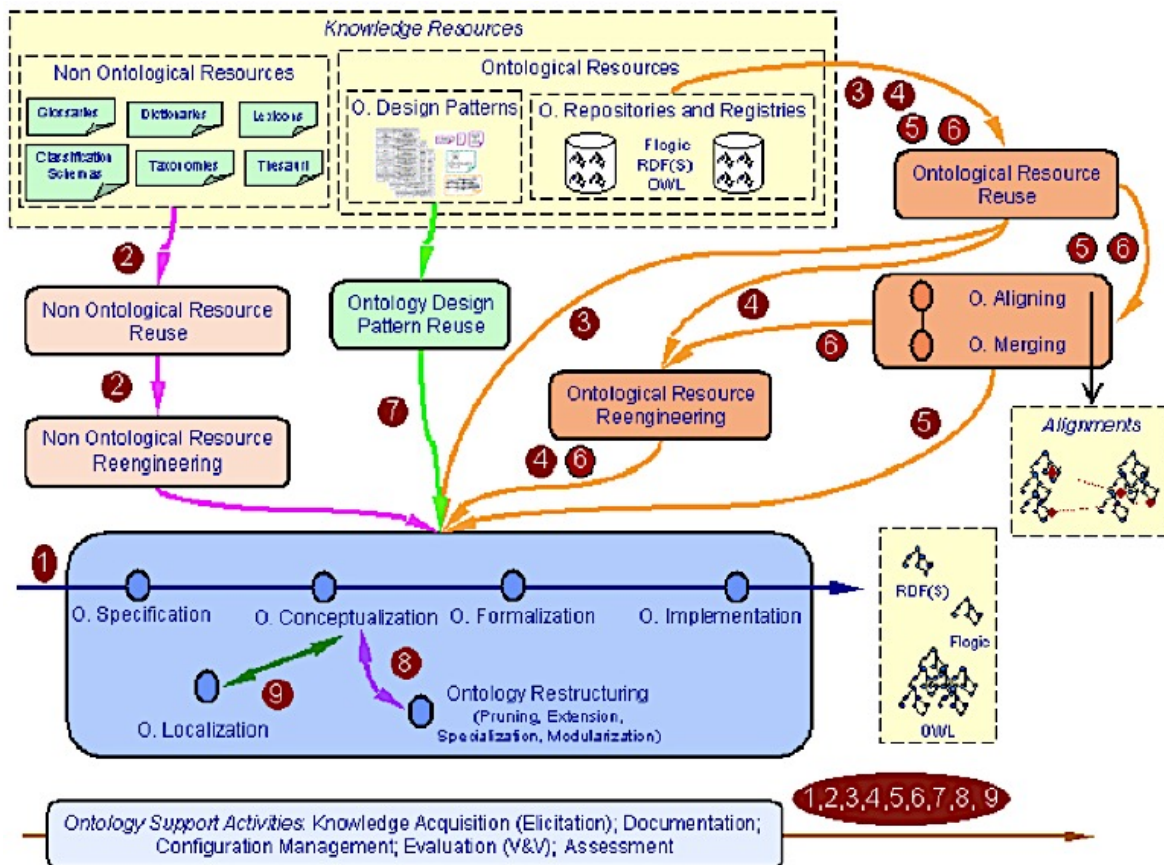 Knowledge Resources
Non Ontological Resources
Glossaries
Dictionaries
Lexicons
Classification
Schemas
Taxonomies
Thesauri
Ontological Resources
O. Design Patterns
O. Repositories and Registries
Flogic
RDF(S)
OWL
3 4
5 6
Ontological Resource
Reuse
5 6
2
Non Ontological Resource
Reuse
2
Non Ontological Resource
Reengineering
Ontology Design
Pattern Reuse
7
3
4
6
O. Aligning
O. Merging
Ontological Resource
Reengineering
4 6
5
Alignments
1
O. Specification
O. Conceptualization
O. Formalization
O. Implementation
9
8
O. Localization
Ontology Restructuring
(Pruning, Extension,
Specialization, Modularization)
RDF(S)
Flogic
OWL
1,2,3,4,5,6,7,8, 9
Ontology Support Activities: Knowledge Acquisition (Elicitation); Documentation;
Configuration Management; Evaluation (V&V); Assessment